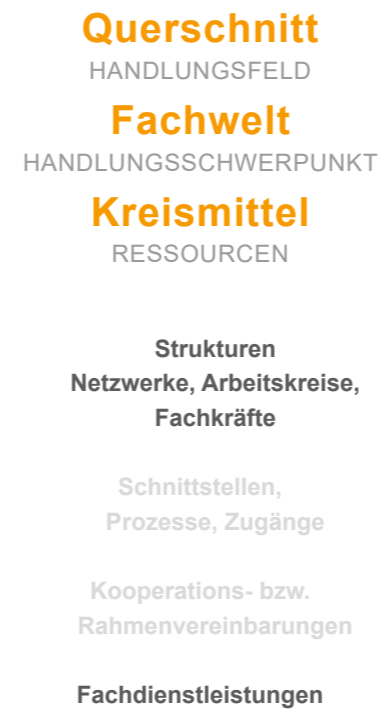 Querschnitt
HANDLUNGSFELD
Fachwelt
HANDLUNGSSCHWERPUNKT
Kreismittel
RESSOURCEN
Strukturen
Netzwerke, Arbeitskreise,
Fachkräfte
Schnittstellen,
Prozesse, Zugänge
Kooperations- bzw.
Rahmenvereinbarungen
Fachdienstleistungen